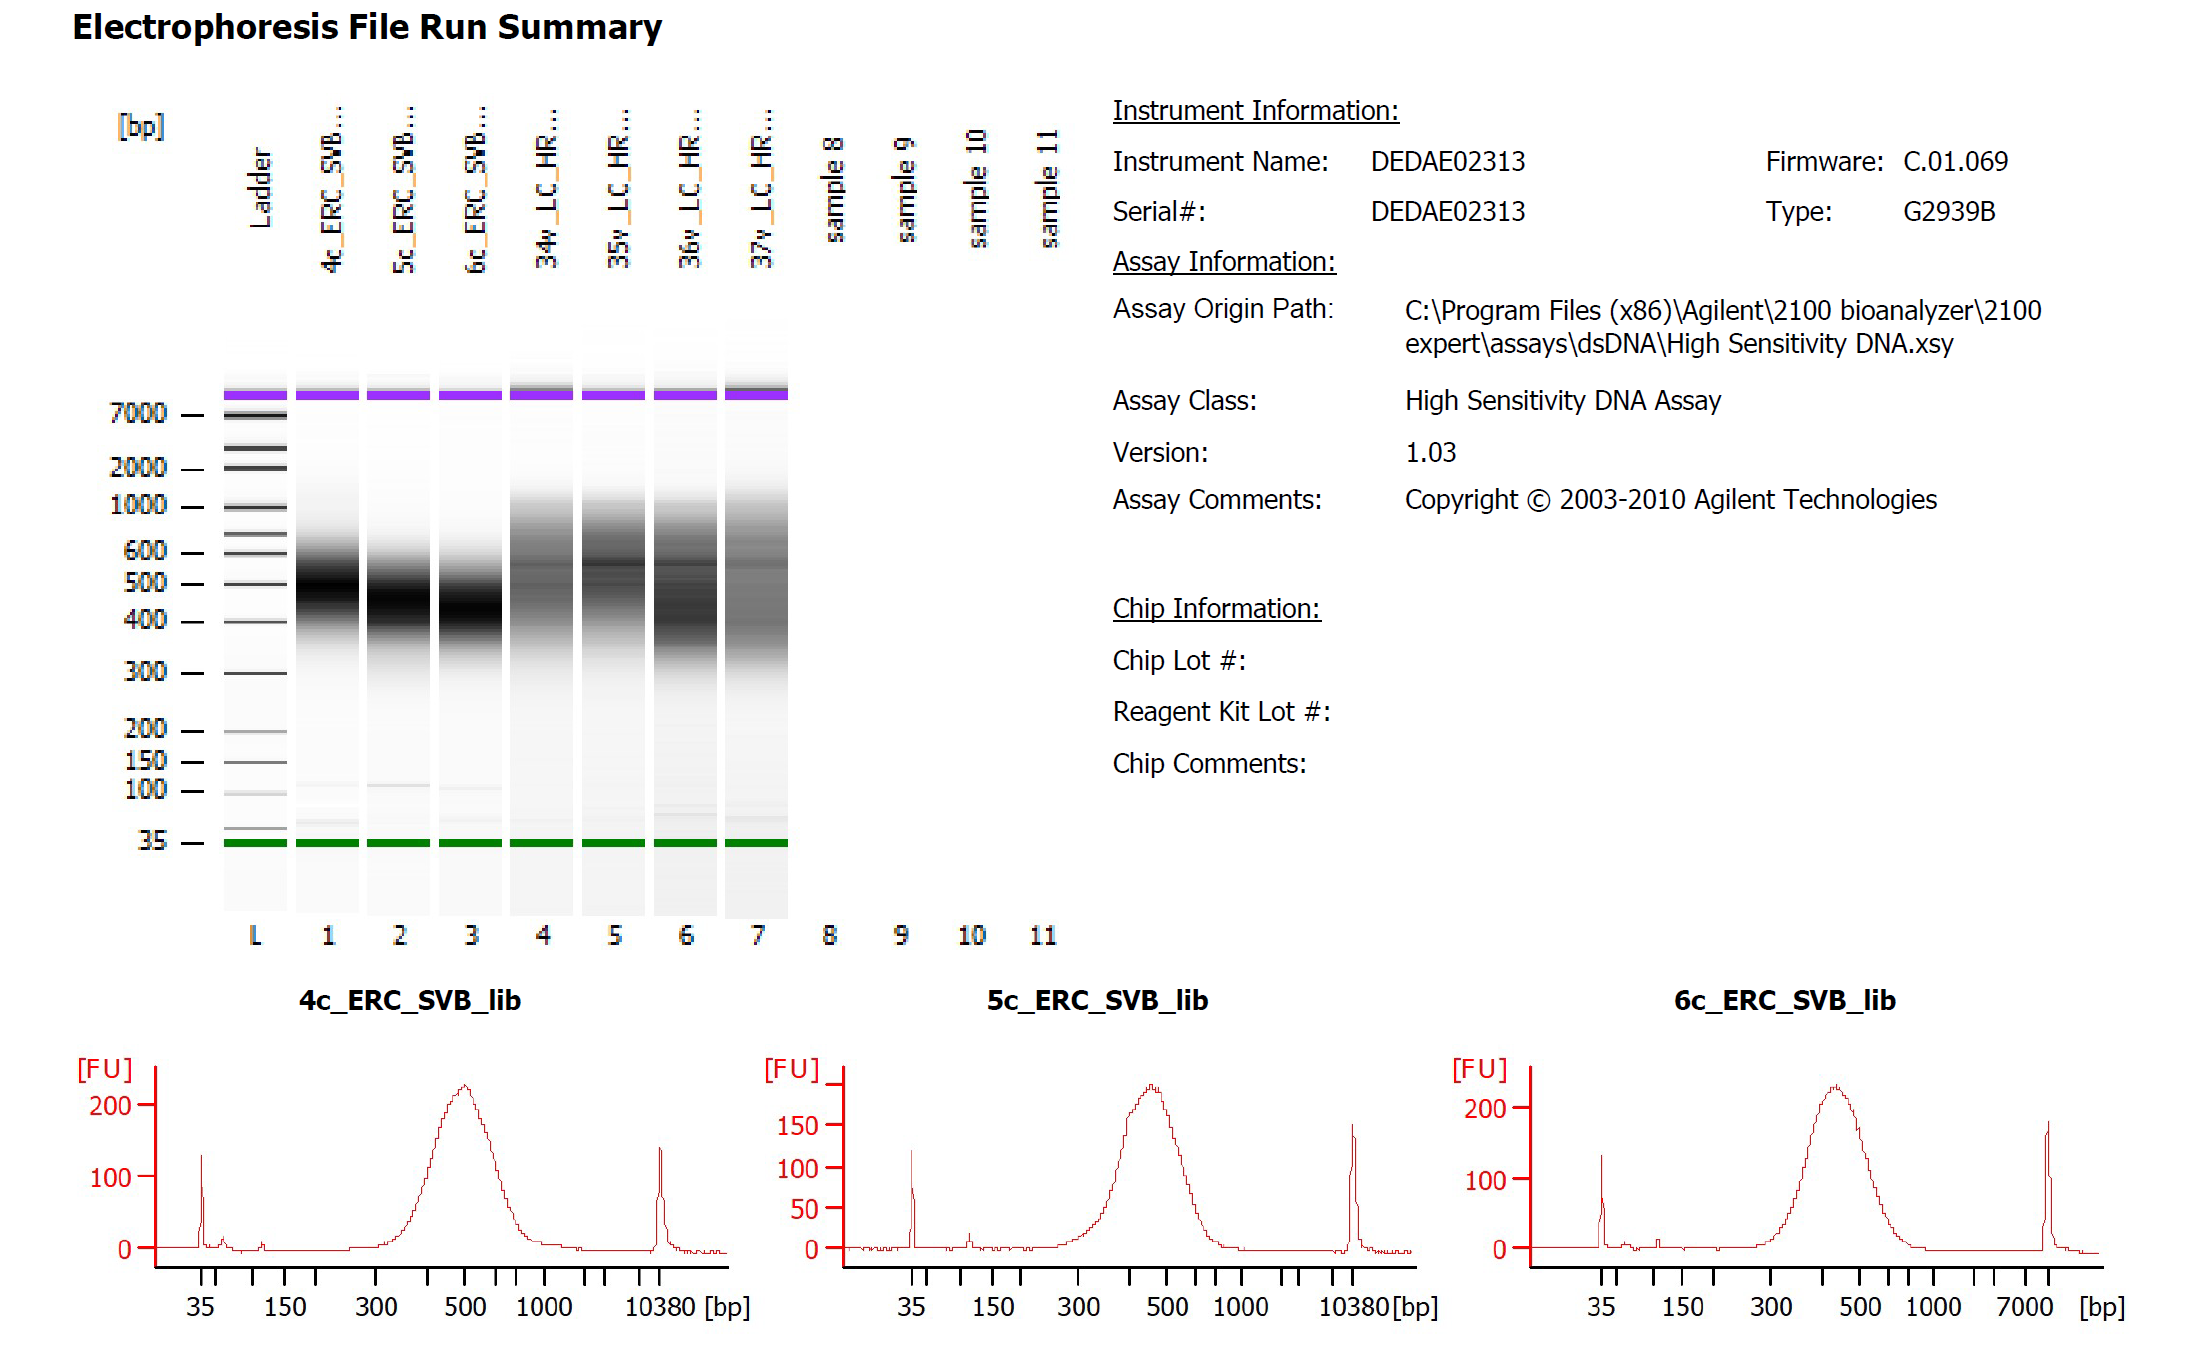 Electrophoresis File Run Summary
[bp]
Ladder
4c_ERC_SVB...
5c_ERC_SVB...
6c_ERC_SVB...
34v_LC_HR...
35v_LC_HR...
36v_LC_HR...
37v_LC_HR...
sample 8
sample 9
sample 10
sample 11
7000
2000
1000
600
500
400
300
200
150
100
35
L 1 2 3 4 5 6 7 8 9 10 11
Instrument Information:
Instrument Name: DEDAE02313 Firmware: C.01.069
Serial#: DEDAE02313 Type: G2939B
Assay Information:
Assay Origin Path: C:\Program Files (x86)\Agilent\2100 bioanalyzer\2100
expert\assays\dsDNA\High Sensitivity DNA.xsy
Assay Class: High Sensitivity DNA Assay
Version: 1.03
Assay Comments: Copyright © 2003-2010 Agilent Technologies
Chip Information:
Chip Lot #:
Reagent Kit Lot #:
Chip Comments:
4c_ERC_SVB_lib
[FU]
200
100
0
35 150 300 500 1000 10380 [bp]
5c_ERC_SVB_lib
[FU]
150
100
50
0
35 150 300 500 1000 10380 [bp]
6c_ERC_SVB_lib
[FU]
200
100
0
35 150 300 500 1000 7000 [bp]